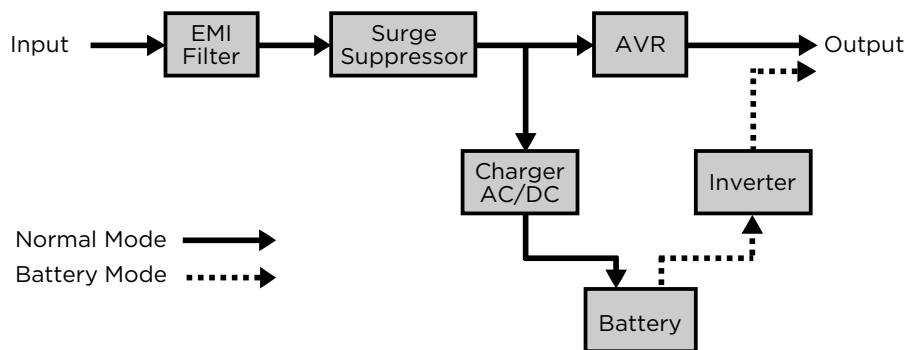 Input
EMI
Filter
Surge
Suppressor
AVR
Output
Charger
AC/DC
Inverter
Normal Mode
Battery Mode
Battery